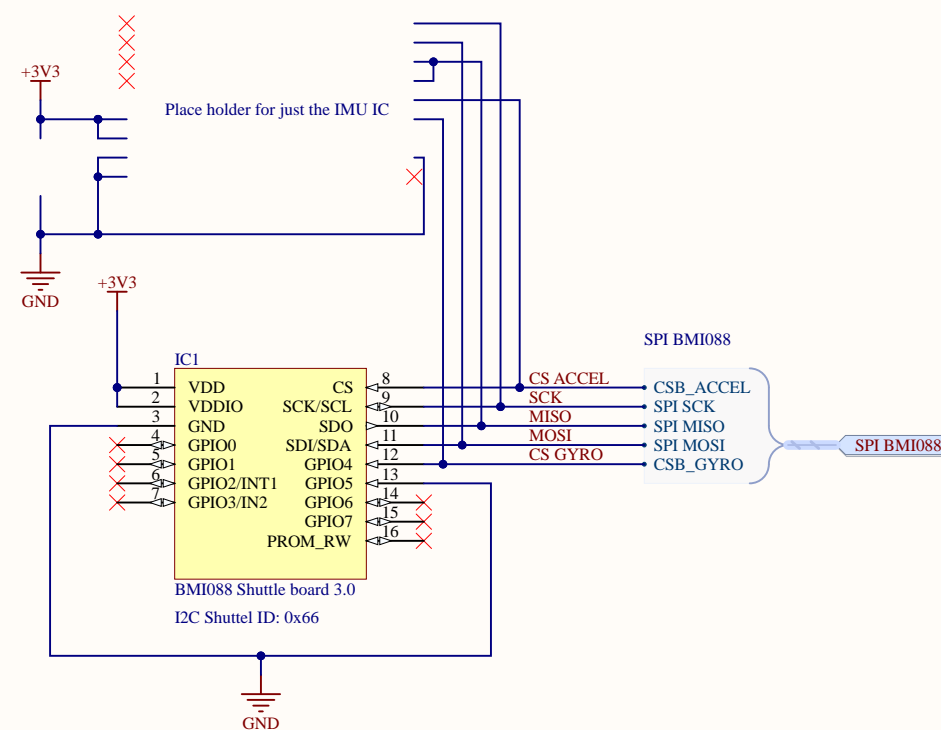 +3V3
Place holder for just the IMU IC
GND
+3V3
SPI BMI088
IC1
1 VDD CS 8 CS ACCEL CSB_ACCEL
2 VDDIO SCK/SCL 9 SCK SPI SCK
3 GND SDO 10 MISO SPI MISO
4 GPIO0 SDI/SDA 11 MOSI SPI MOSI SPI BMI088
5 GPIO1 GPIO4 12 CS GYRO CSB_GYRO
6 GPIO2/INT1 GPIO5 13
7 GPIO3/IN2 GPIO6 14
GPIO7 15
PROM_RW 16
BMI088 Shuttle board 3.0
I2C Shuttel ID: 0x66
GND